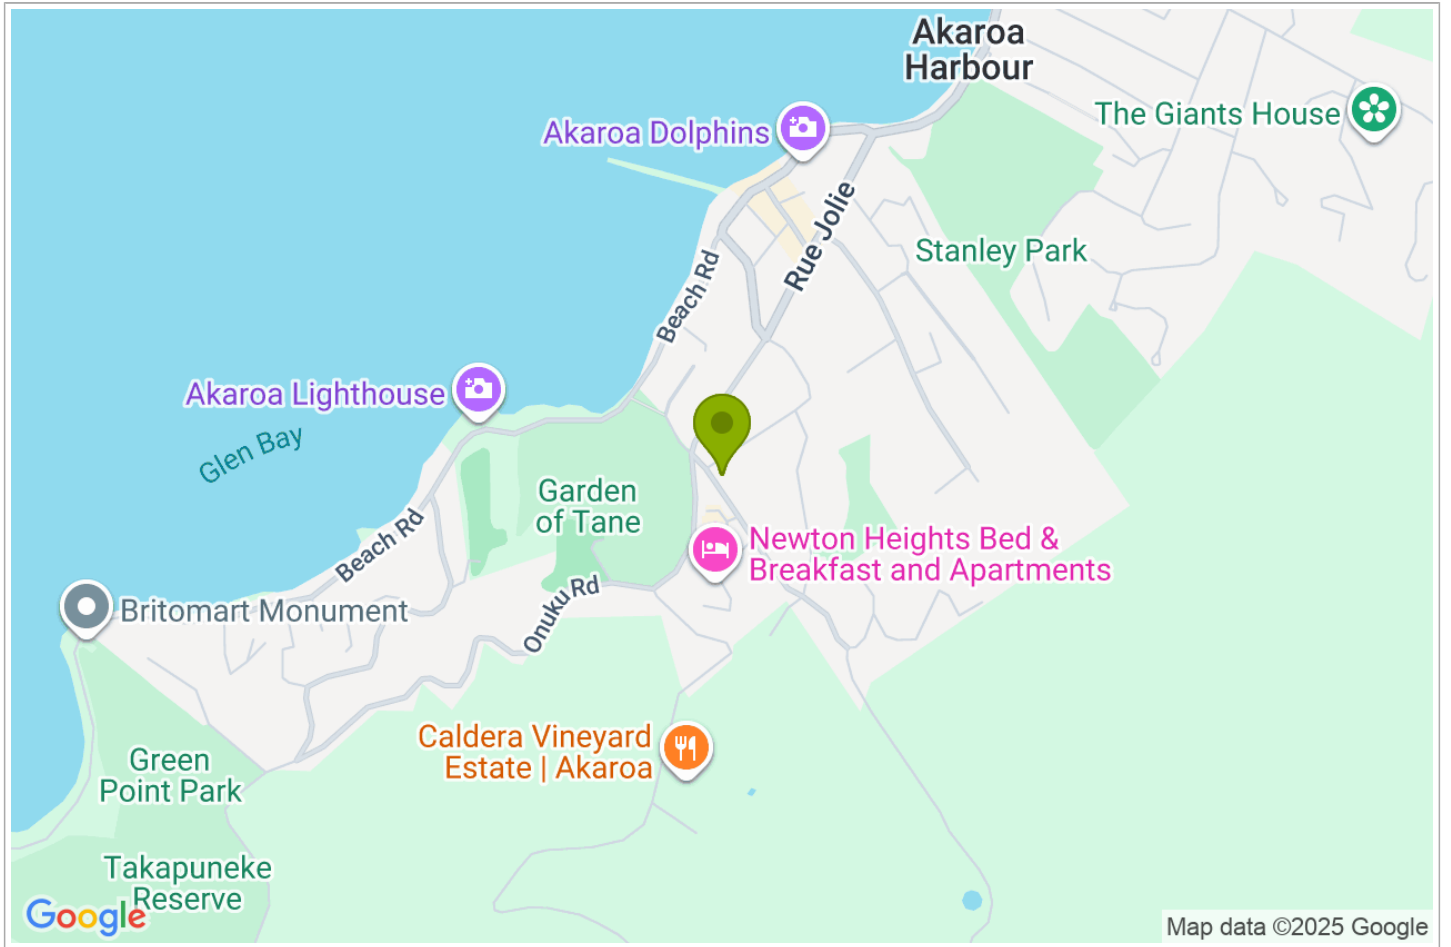 Akaroa
Harbour
The Giants House
Akaroa Dolphins
Rue Jolie
Stanley Park
Beach Rd
Akaroa Lighthouse
Glen Bay
Garden
of Tane
Beach Rd
Newton Heights Bed &
Breakfast and Apartments
Onuku Rd
Britomart Monument
Caldera Vineyard
Estate | Akaroa
Green
Point Park
Takapuneke
Reserve
Google
Map data ©2025 Google